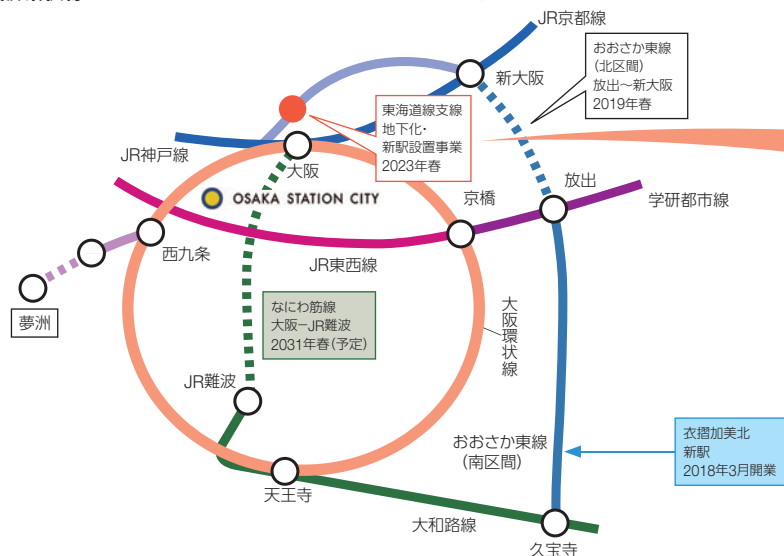 JR京都線
新大阪
おおさか東線
(北区間)
放出〜新大阪
2019年春
東海道線支線
地下化・
新駅設置事業
2023年春
JR神戸線
大阪
OSAKA STATION CITY
京橋
放出
学研都市線
西九条
JR東西線
夢洲
なにわ筋線
大阪−JR難波
2031年春(予定)
大阪環状線
JR難波
おおさか東線
(南区間)
衣摺加美北
新駅
2018年3月開業
天王寺
大和路線
久宝寺